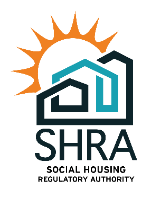 SHRA
SOCIAL HOUSING
REGULATORY AUTHORITY